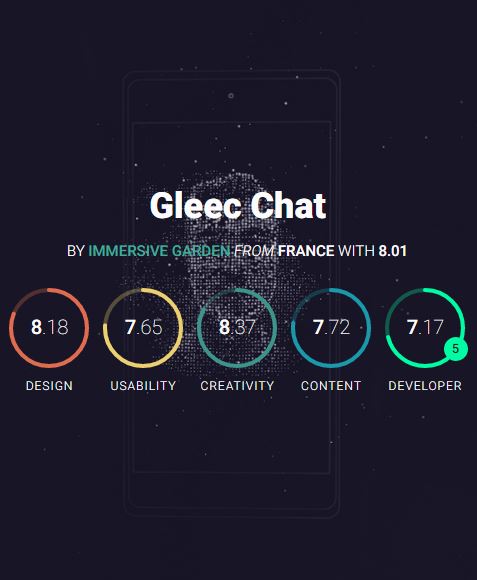 Gleec Chat
BY IMMERSIVE GARDEN FROM FRANCE WITH 8.01
8.18 7.65 8.37 7.72 7.17
5
DESIGN USABILITY CREATIVITY CONTENT DEVELOPER